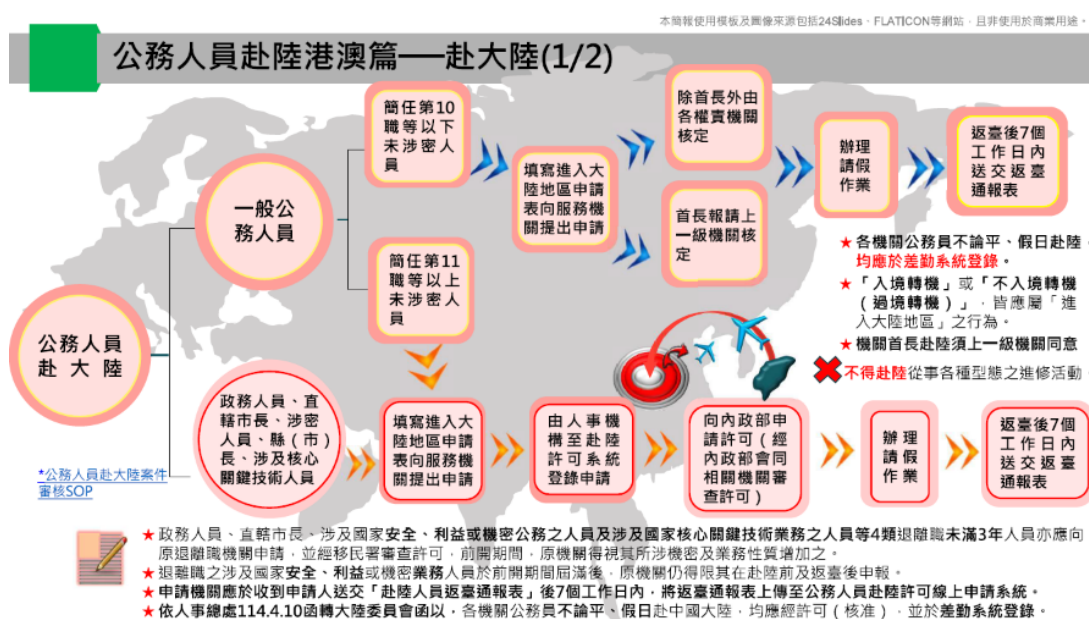 本簡報使用模板及圖像來源包括24Slides、FLATICON等網站，且非使用於商業用途。
公務人員赴陸港澳篇──赴大陸(1/2)
公務人員
赴大陸
一般公
務人員
簡任第10
職等以下
未涉密人
員
簡任第11
職等以上
未涉密人
員
填寫進入大
陸地區申請
表向服務機
關提出申請
除首長外由
各權責機關
核定
首長報請上
一級機關核
定
辦理
請假
作業
返臺後7個
工作日內
送交返臺
通報表
★各機關公務員不論平、假日赴陸，
均應於差勤系統登錄。
★「入境轉機」或「不入境轉機
（過境轉機）」，皆應屬「進
入大陸地區」之行為。
★機關首長赴陸須上一級機關同意
不得赴陸從事各種型態之進修活動。
政務人員、直
轄市長、涉密
人員、縣（市）
長、涉及核心
關鍵技術人員
填寫進入大
陸地區申請
表向服務機
關提出申請
由人事機
構至赴陸
許可系統
登錄申請
向內政部申
請許可（經
內政部會同
相關機關審
查許可）
辦理
請假
作業
返臺後7個
工作日內
送交返臺
通報表
*公務人員赴大陸案件
審核SOP
★政務人員、直轄市長、涉及國家安全、利益或機密公務之人員及涉及國家核心關鍵技術業務之人員等4類退離職未滿3年人員亦應向
原退離職機關申請，並經移民署審查許可，前開期間，原機關得視其所涉機密及業務性質增加之。
★退離職之涉及國家安全、利益或機密業務人員於前開期間屆滿後，原機關仍得限其在赴陸前及返臺後申報。
★申請機關應於收到申請人送交「赴陸人員返臺通報表」後7個工作日內，將返臺通報表上傳至公務人員赴陸許可線上申請系統。
★依人事總處114.4.10函轉大陸委員會函以，各機關公務員不論平、假日赴中國大陸，均應經許可（核准），並於差勤系統登錄。